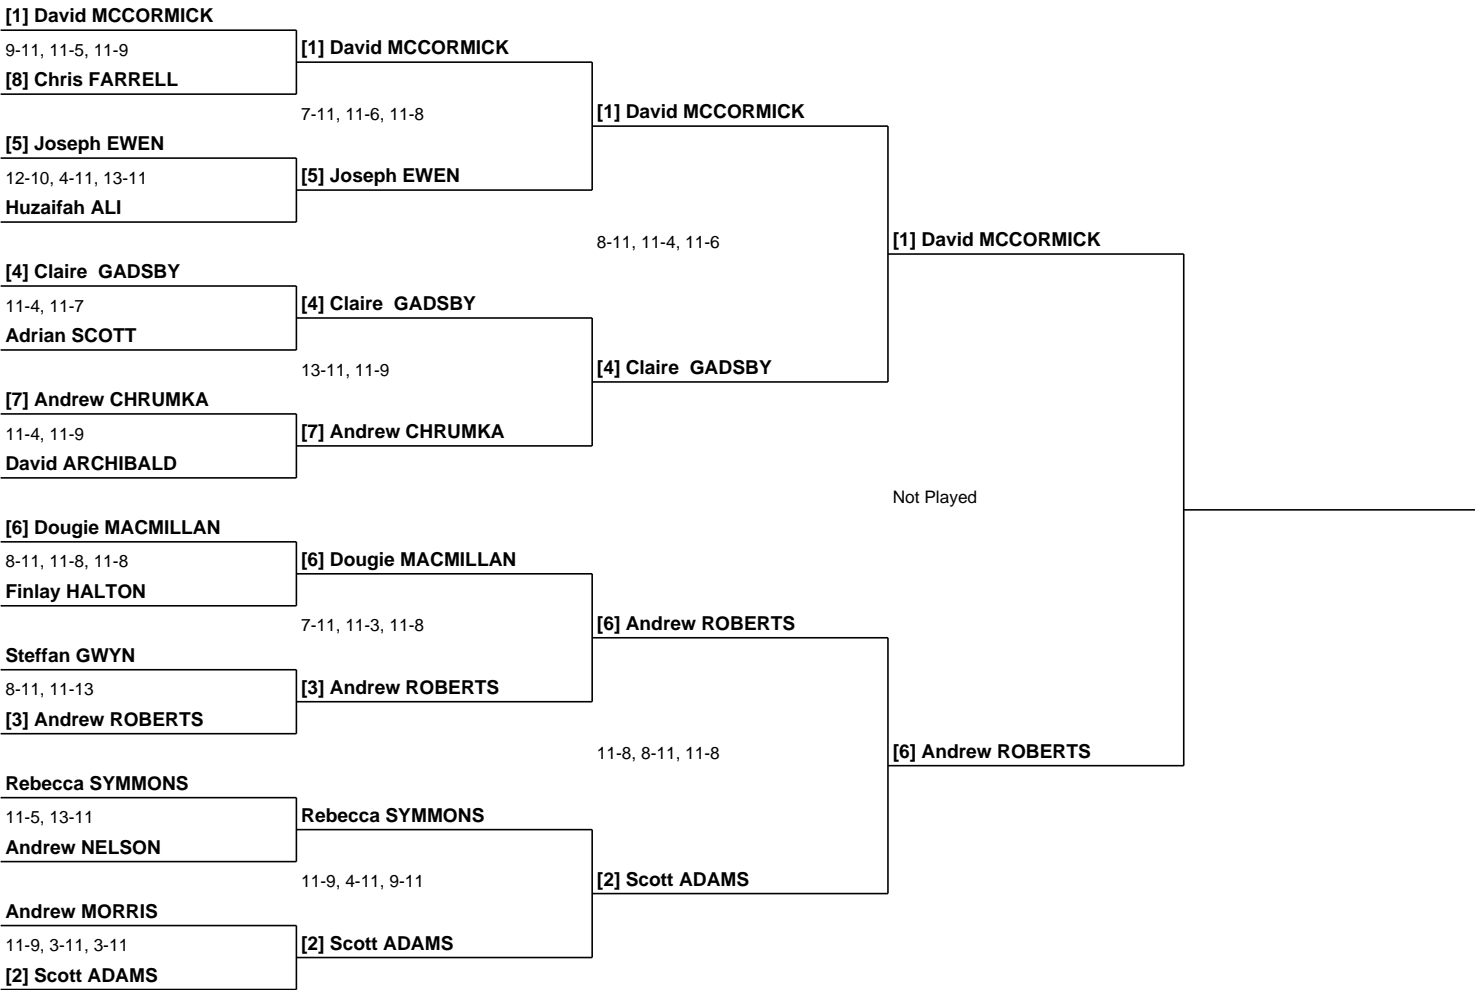 [1] David MCCORMICK
9-11, 11-5, 11-9
[8] Chris FARRELL
[5] Joseph EWEN
12-10, 4-11, 13-11
Huzaifah ALI
[4] Claire  GADSBY
11-4, 11-7
Adrian SCOTT
[7] Andrew CHRUMKA
11-4, 11-9
David ARCHIBALD
[6] Dougie MACMILLAN
8-11, 11-8, 11-8
Finlay HALTON
Steffan GWYN
8-11, 11-13
[3] Andrew ROBERTS
Rebecca SYMMONS
11-5, 13-11
Andrew NELSON
Andrew MORRIS
11-9, 3-11, 3-11
[2] Scott ADAMS
[1] David MCCORMICK
7-11, 11-6, 11-8
[5] Joseph EWEN
[4] Claire  GADSBY
13-11, 11-9
[7] Andrew CHRUMKA
[6] Dougie MACMILLAN
7-11, 11-3, 11-8
[3] Andrew ROBERTS
Rebecca SYMMONS
11-9, 4-11, 9-11
[2] Scott ADAMS
[1] David MCCORMICK
8-11, 11-4, 11-6
[4] Claire  GADSBY
[6] Andrew ROBERTS
11-8, 8-11, 11-8
[2] Scott ADAMS
[1] David MCCORMICK
Not Played
[6] Andrew ROBERTS